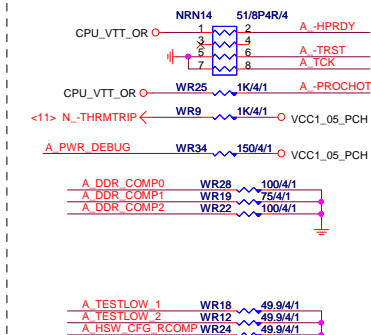 NRN14 51/8P4R/4
CPU_VTT_OR 1 2 A_-HPRDY
3 4
5 6 A_-TRST
7 8 A_TCK
CPU_VTT_OR WR25 1K/4/1 A_-PROCHOT
<11> N_-THRMTRIP WR9 1K/4/1 VCC1_05_PCH
A_PWR_DEBUG WR34 150/4/1 VCC1_05_PCH
A_DDR_COMP0 WR28 100/4/1
A_DDR_COMP1 WR19 75/4/1
A_DDR_COMP2 WR22 100/4/1
A_TESTLOW_1 WR18 49.9/4/1
A_TESTLOW_2 WR12 49.9/4/1
A_HSW_CFG_RCOMP WR24 49.9/4/1